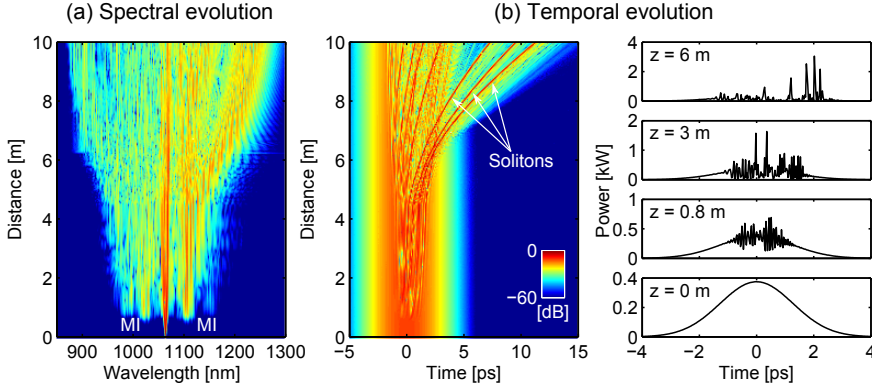 (a) Spectral evolution
(b) Temporal evolution
10
8
6
4
2
0
Distance [m]
MI
MI
900
1000
1100
1200
1300
Wavelength [nm]
10
8
6
4
2
0
Distance [m]
Solitons
0
−60
[dB]
−5
0
5
10
15
Time [ps]
Power [kW]
4
2
0
z = 6 m
2
1
0
z = 3 m
1
0.5
0
z = 0.8 m
0.4
0.2
0
z = 0 m
−4
−2
0
2
4
Time [ps]